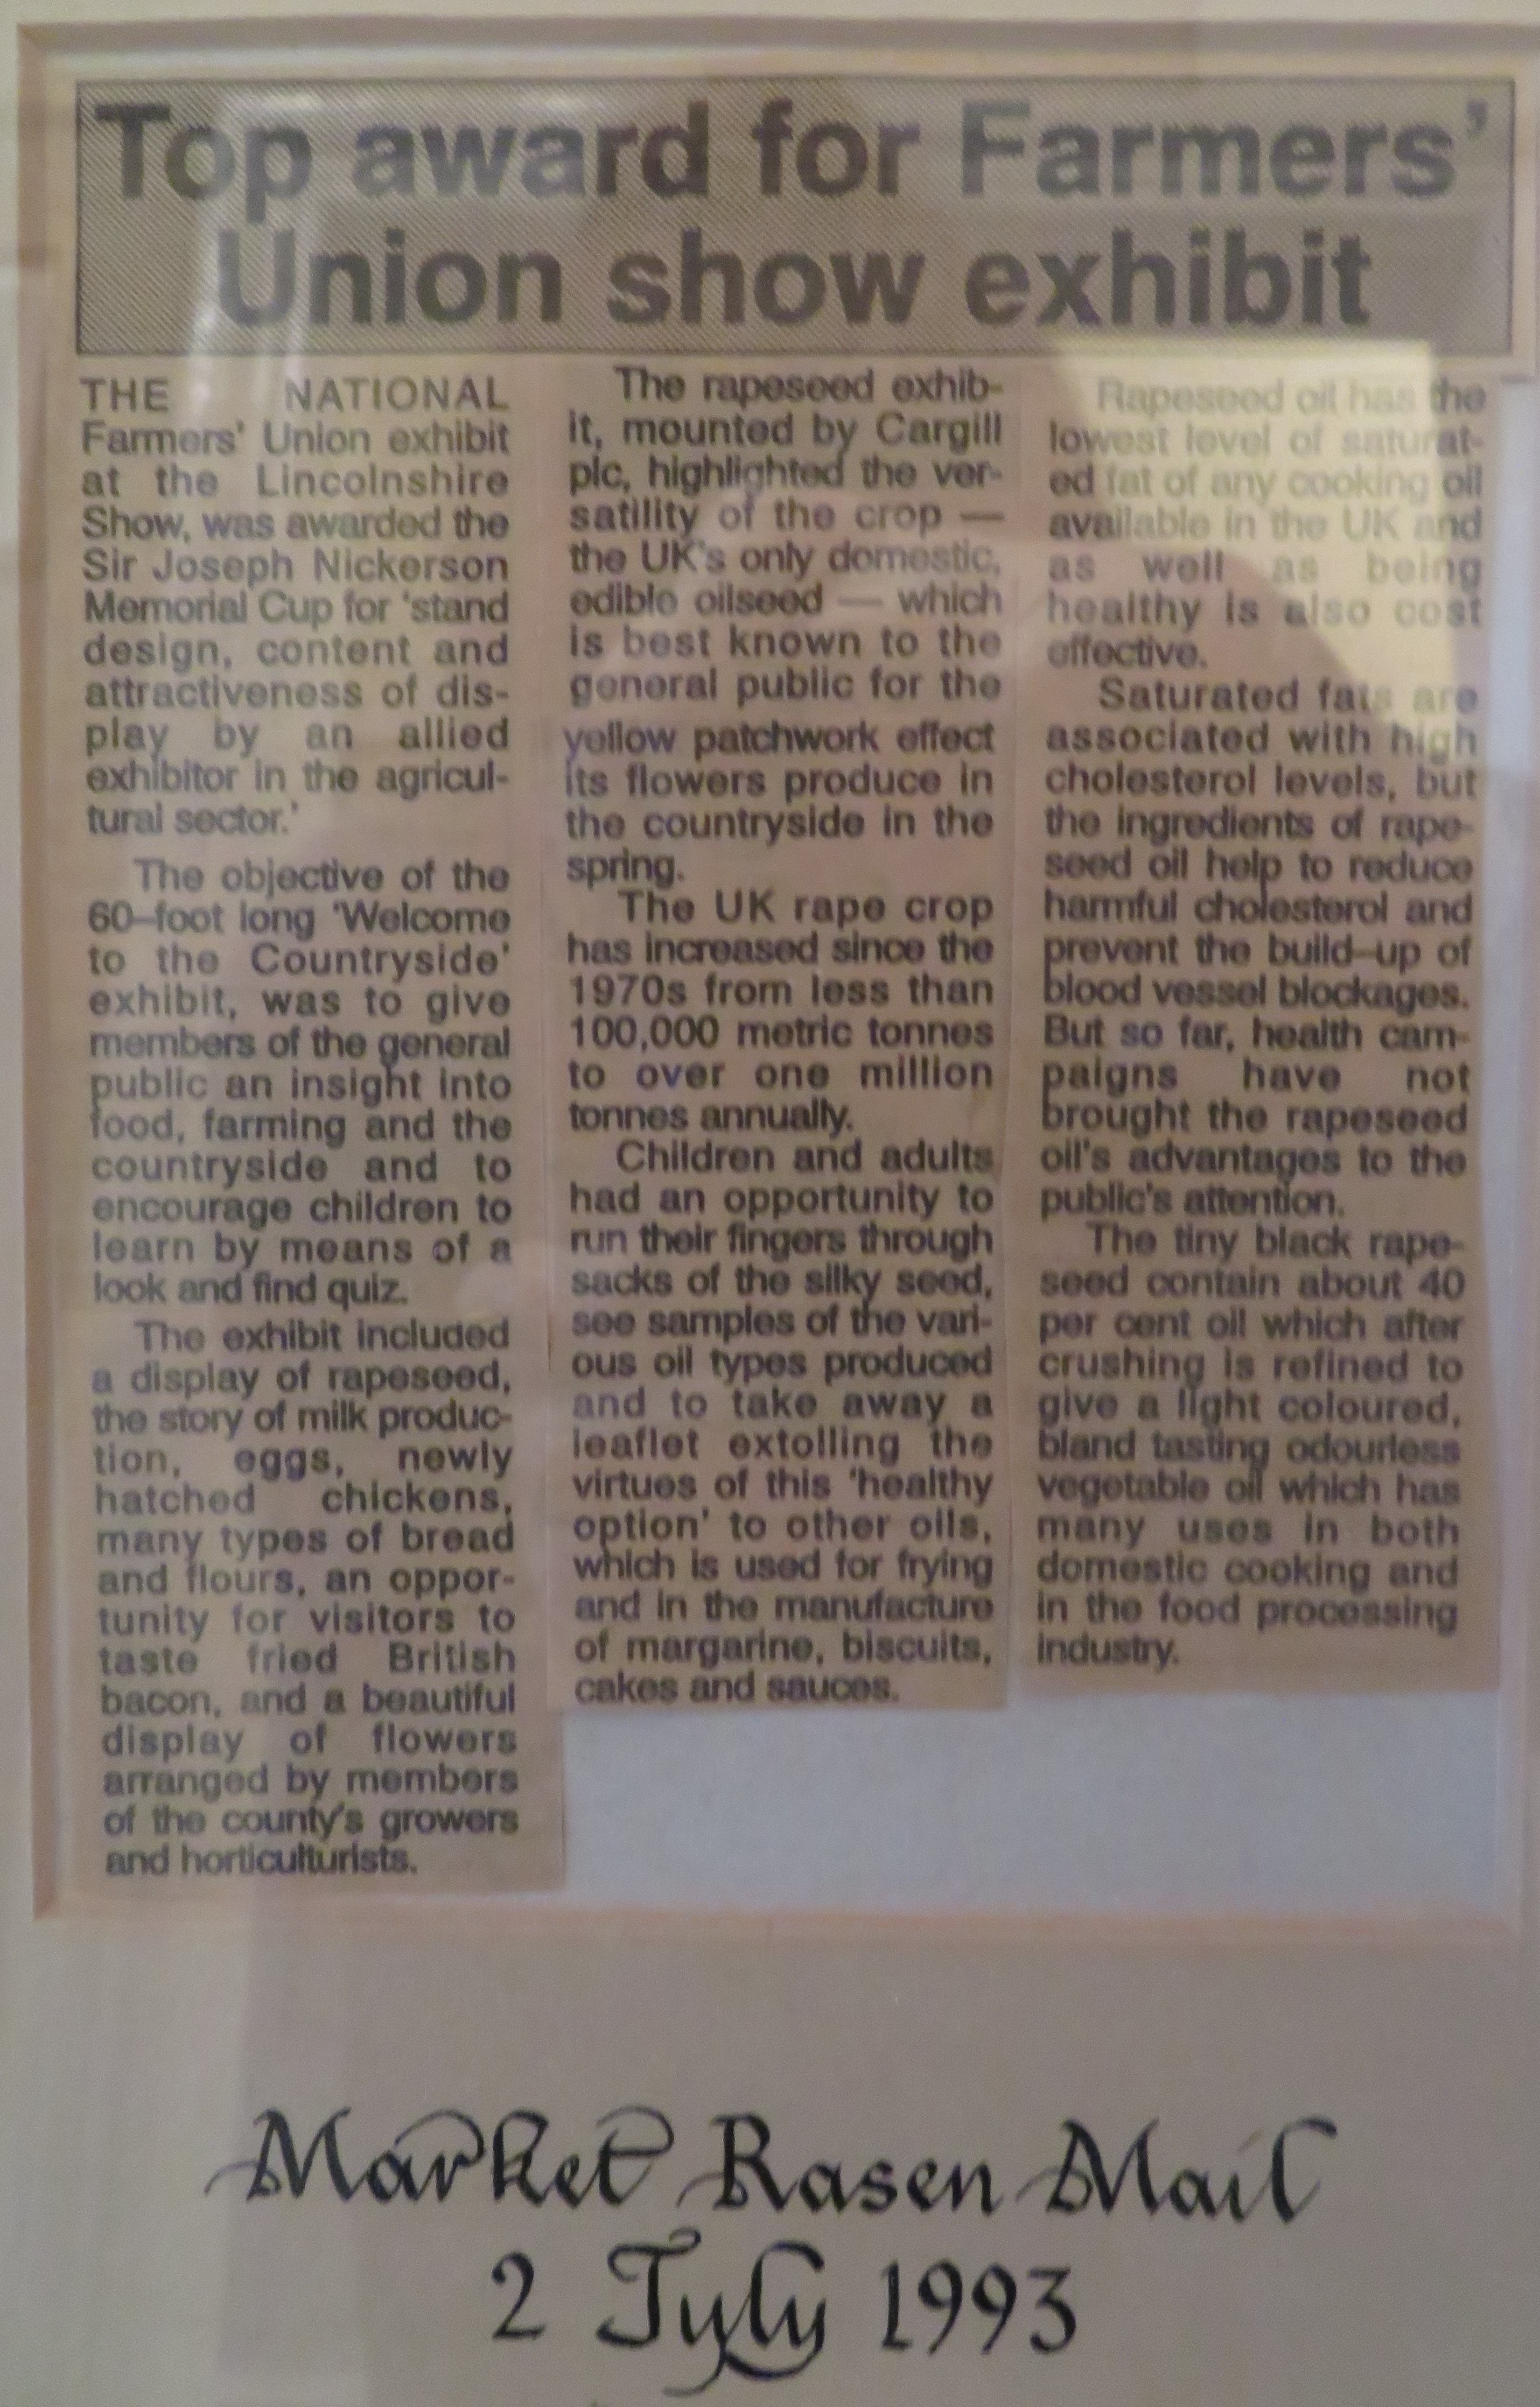 Top award for Farmers'
Union show exhibit
THE NATIONAL
Farmers' Union exhibit
at the Lincolnshire
Show, was awarded the
Sir Joseph Nickerson
Memorial Cup for 'stand
design, content and
attractiveness of dis-
play by an allied
exhibitor in the agricul-
tural sector.'
The objective of the
60–foot long 'Welcome
to the Countryside'
exhibit, was to give
members of the general
public an insight into
food, farming and the
countryside and to
encourage children to
learn by means of a
look and find quiz.
The exhibit included
a display of rapeseed,
the story of milk produc-
tion, eggs, newly
hatched chickens,
many types of bread
and flours, an oppor-
tunity for visitors to
taste fried British
bacon, and a beautiful
display of flowers
arranged by members
of the county's growers
and horticulturists.
The rapeseed exhib-
it, mounted by Cargill
plc, highlighted the ver-
satility of the crop —
the UK's only domestic,
edible oilseed — which
is best known to the
general public for the
yellow patchwork effect
its flowers produce in
the countryside in the
spring.
The UK rape crop
has increased since the
1970s from less than
100,000 metric tonnes
to over one million
tonnes annually.
Children and adults
had an opportunity to
run their fingers through
sacks of the silky seed,
see samples of the vari-
ous oil types produced
and to take away a
leaflet extolling the
virtues of this 'healthy
option' to other oils,
which is used for frying
and in the manufacture
of margarine, biscuits,
cakes and sauces.
Rapeseed oil has the
lowest level of saturat-
ed fat of any cooking oil
available in the UK and
as well as being
healthy is also cost
effective.
Saturated fats are
associated with high
cholesterol levels, but
the ingredients of rape-
seed oil help to reduce
harmful cholesterol and
prevent the build–up of
blood vessel blockages.
But so far, health cam-
paigns have not
brought the rapeseed
oil's advantages to the
public's attention.
The tiny black rape-
seed contain about 40
per cent oil which after
crushing is refined to
give a light coloured,
bland tasting odourless
vegetable oil which has
many uses in both
domestic cooking and
in the food processing
industry.
Market Rasen Mail
2 July 1993